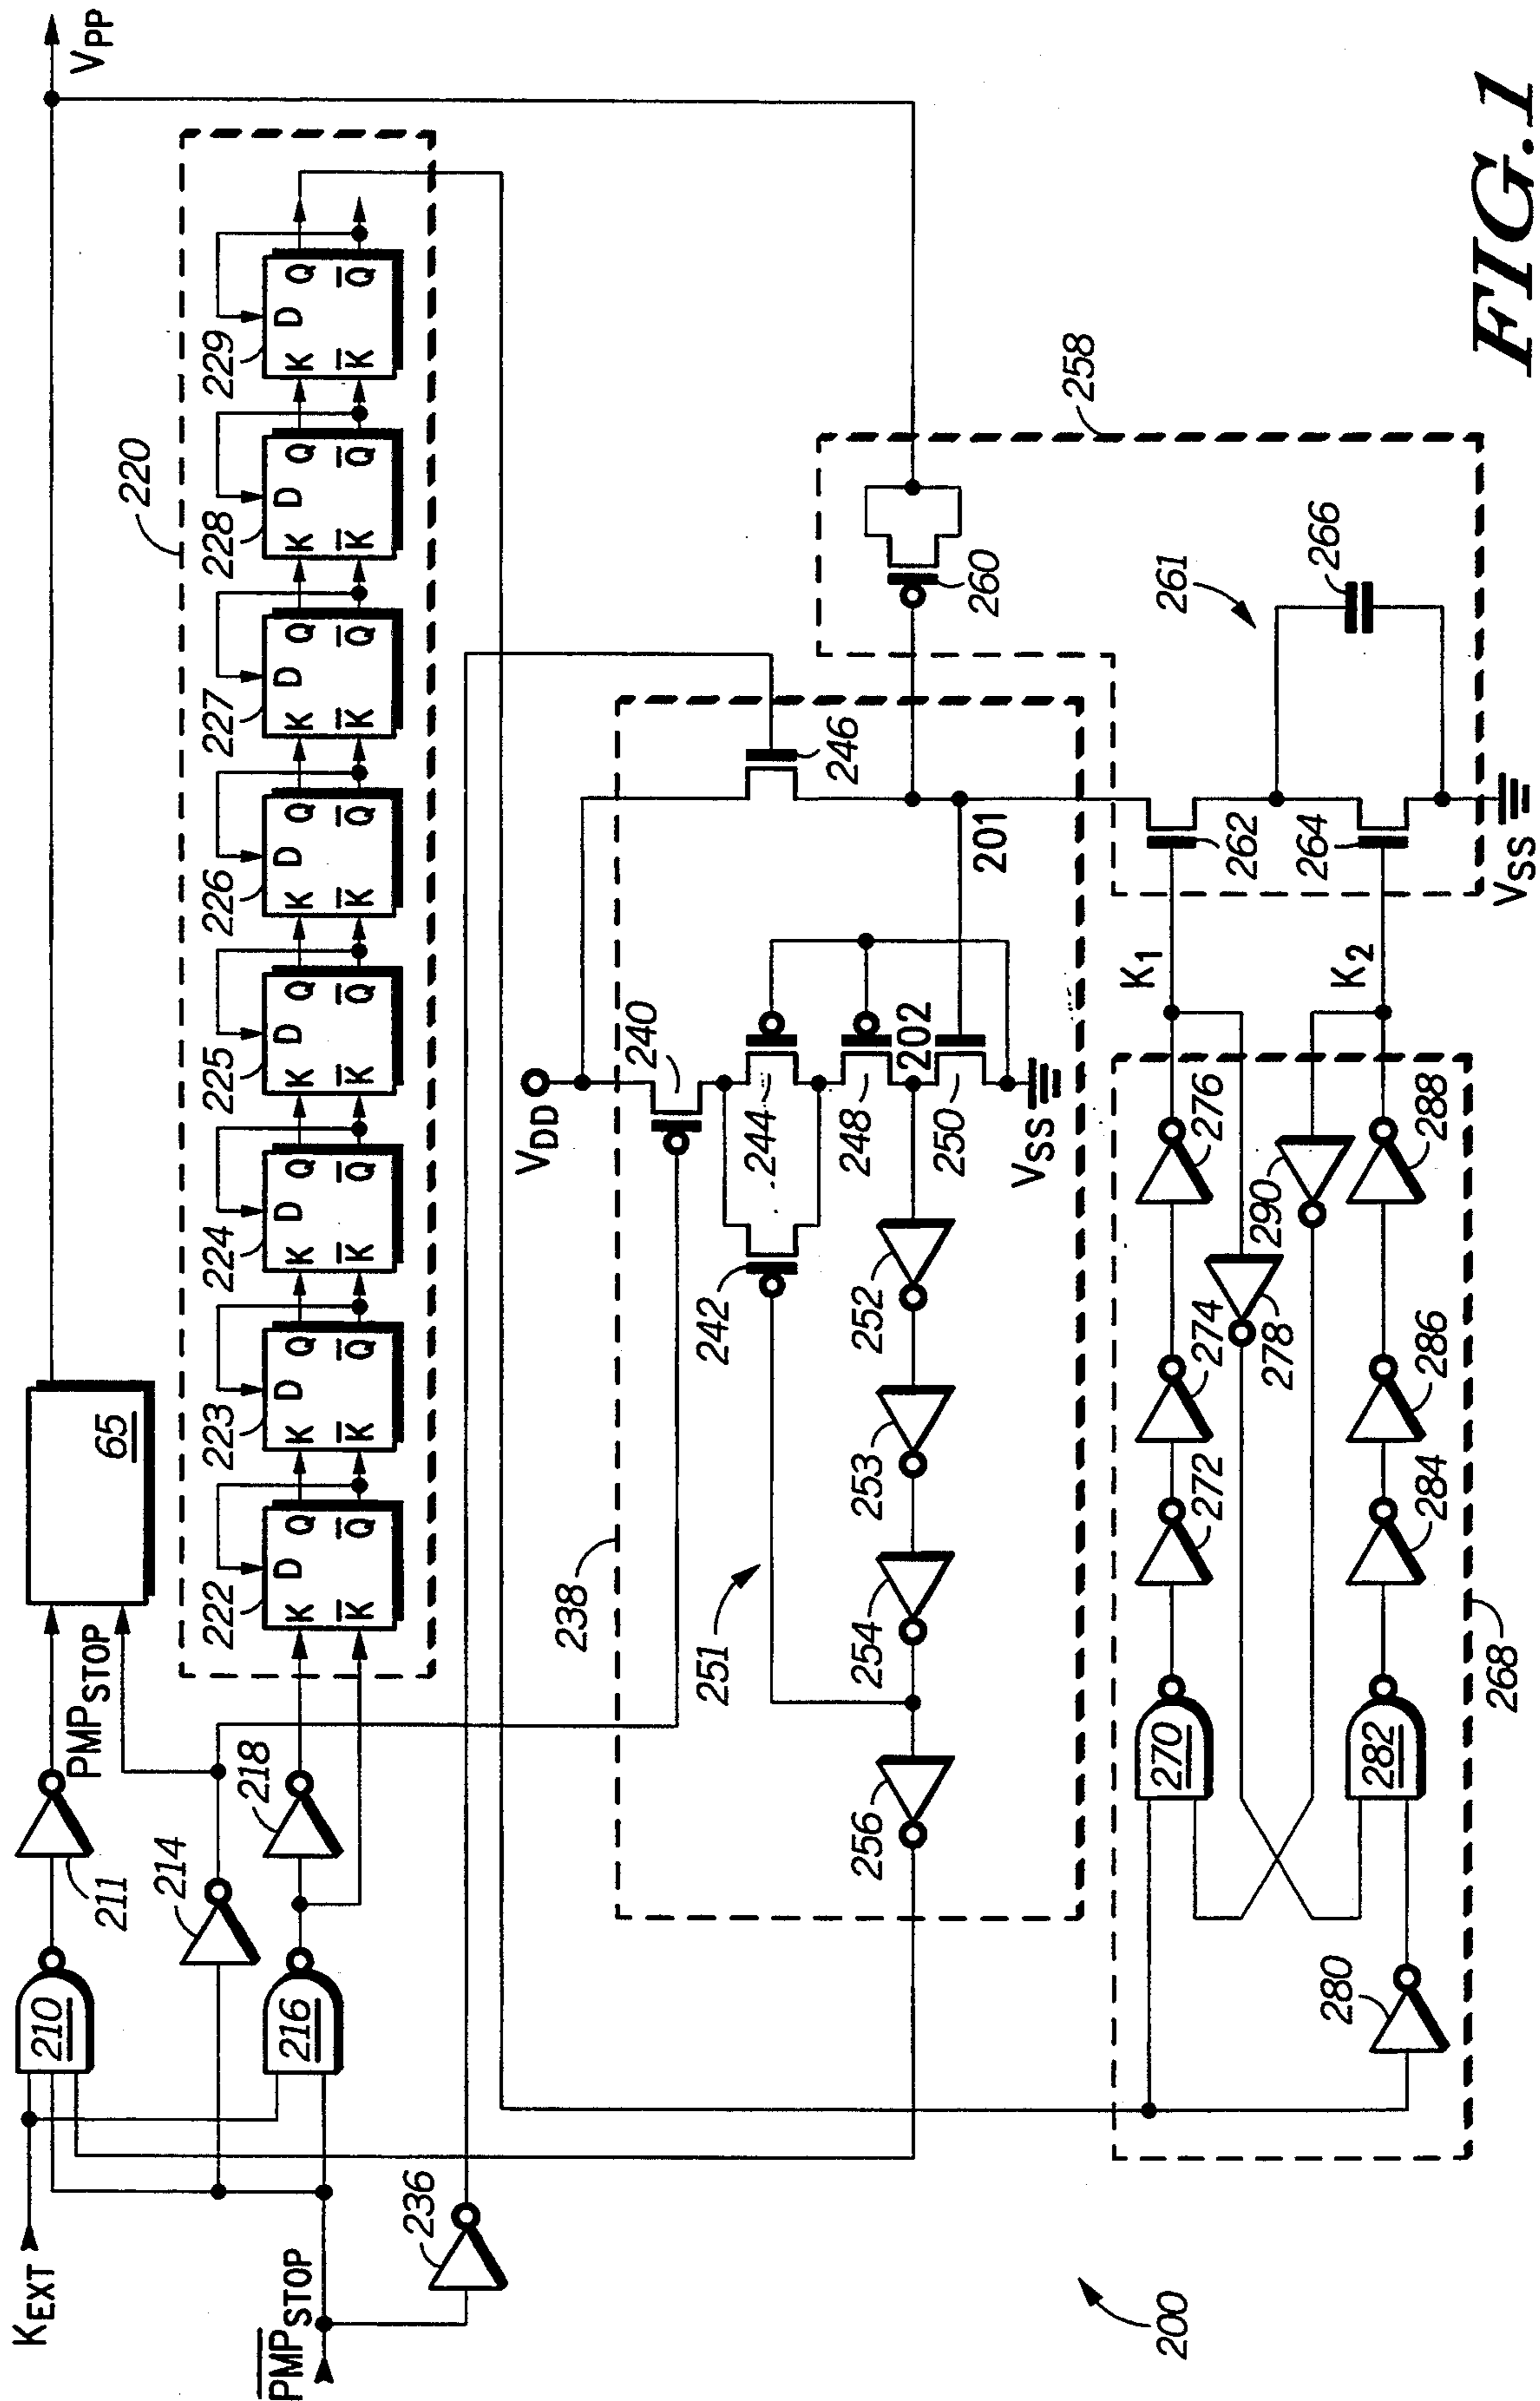 K_EXT
210
211
65
V_PP
PMP_STOP
214
220
222
223
224
225
226
227
228
229
K D Q
K̅ Q̅
K D Q
K̅ Q̅
K D Q
K̅ Q̅
K D Q
K̅ Q̅
K D Q
K̅ Q̅
K D Q
K̅ Q̅
K D Q
K̅ Q̅
K D Q
K̅ Q̅
216
218
P̅M̅P̅_STOP
236
238
V_DD
240
242
244
246
248
202
250
201
251
V_SS
252
253
254
256
258
260
261
262
264
266
V_SS
K_1
K_2
268
270
272
274
276
278
280
282
284
286
288
290
200
FIG.1